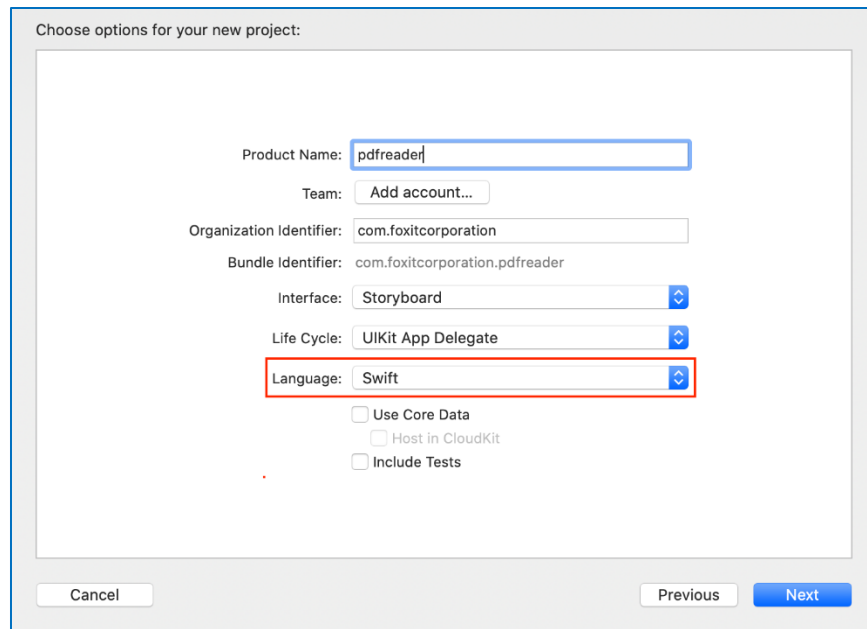 Choose options for your new project:
Product Name: pdfreader
Team: Add account...
Organization Identifier: com.foxitcorporation
Bundle Identifier: com.foxitcorporation.pdfreader
Interface: Storyboard
Life Cycle: UIKit App Delegate
Language: Swift
Use Core Data
Host in CloudKit
Include Tests
Cancel Previous Next